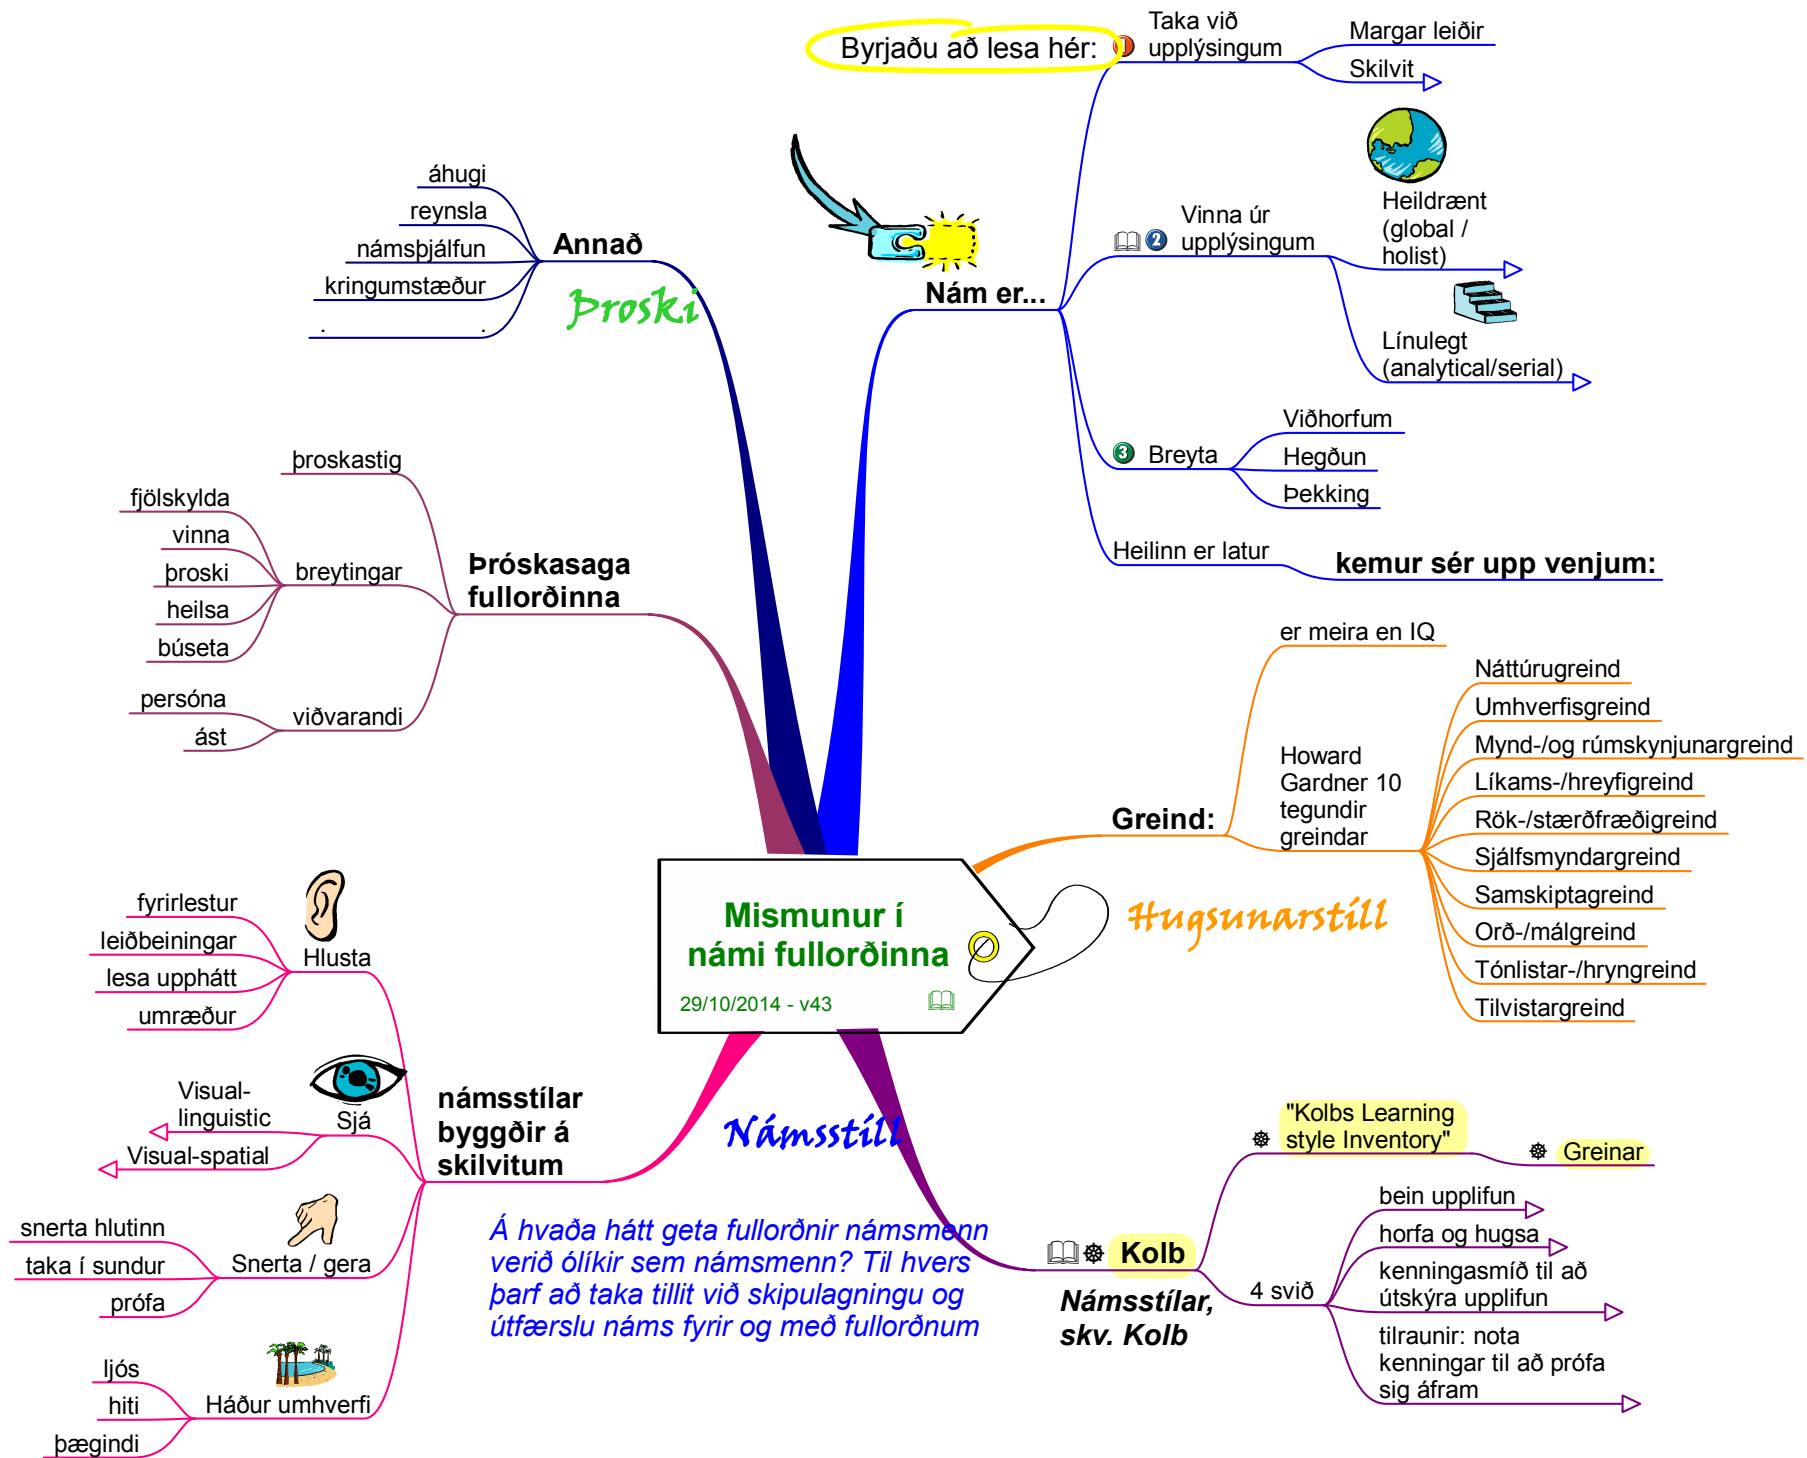 Byrjaðu að lesa hér:
1
Taka við
upplýsingum
Margar leiðir
Skilvit
Nám er...
2
Vinna úr
upplýsingum
Heildrænt
(global /
holist)
Línulegt
(analytical/serial)
3
Breyta
Viðhorfum
Hegðun
Þekking
Heilinn er latur
kemur sér upp venjum:
Annað
áhugi
reynsla
námsþjálfun
kringumstæður
. .
Þroski
Þróskasaga
fullorðinna
þroskastig
breytingar
fjölskylda
vinna
þroski
heilsa
búseta
viðvarandi
persóna
ást
Greind:
er meira en IQ
Howard
Gardner 10
tegundir
greindar
Náttúrugreind
Umhverfisgreind
Mynd-/og rúmskynjunargreind
Líkams-/hreyfigreind
Rök-/stærðfræðigreind
Sjálfsmyndargreind
Samskiptagreind
Orð-/málgreind
Tónlistar-/hryngreind
Tilvistargreind
Hugsunarstíll
Mismunur í
námi fullorðinna
29/10/2014 - v43
námsstílar
byggðir á
skilvitum
Hlusta
fyrirlestur
leiðbeiningar
lesa upphátt
umræður
Sjá
Visual-
linguistic
Visual-spatial
Snerta / gera
snerta hlutinn
taka í sundur
prófa
Háður umhverfi
ljós
hiti
þægindi
Námsstíll
Á hvaða hátt geta fullorðnir námsmenn
verið ólíkir sem námsmenn? Til hvers
þarf að taka tillit við skipulagningu og
útfærslu náms fyrir og með fullorðnum
Kolb
Námsstílar,
skv. Kolb
"Kolbs Learning
style Inventory"
Greinar
4 svið
bein upplifun
horfa og hugsa
kenningasmíð til að
útskýra upplifun
tilraunir: nota
kenningar til að prófa
sig áfram